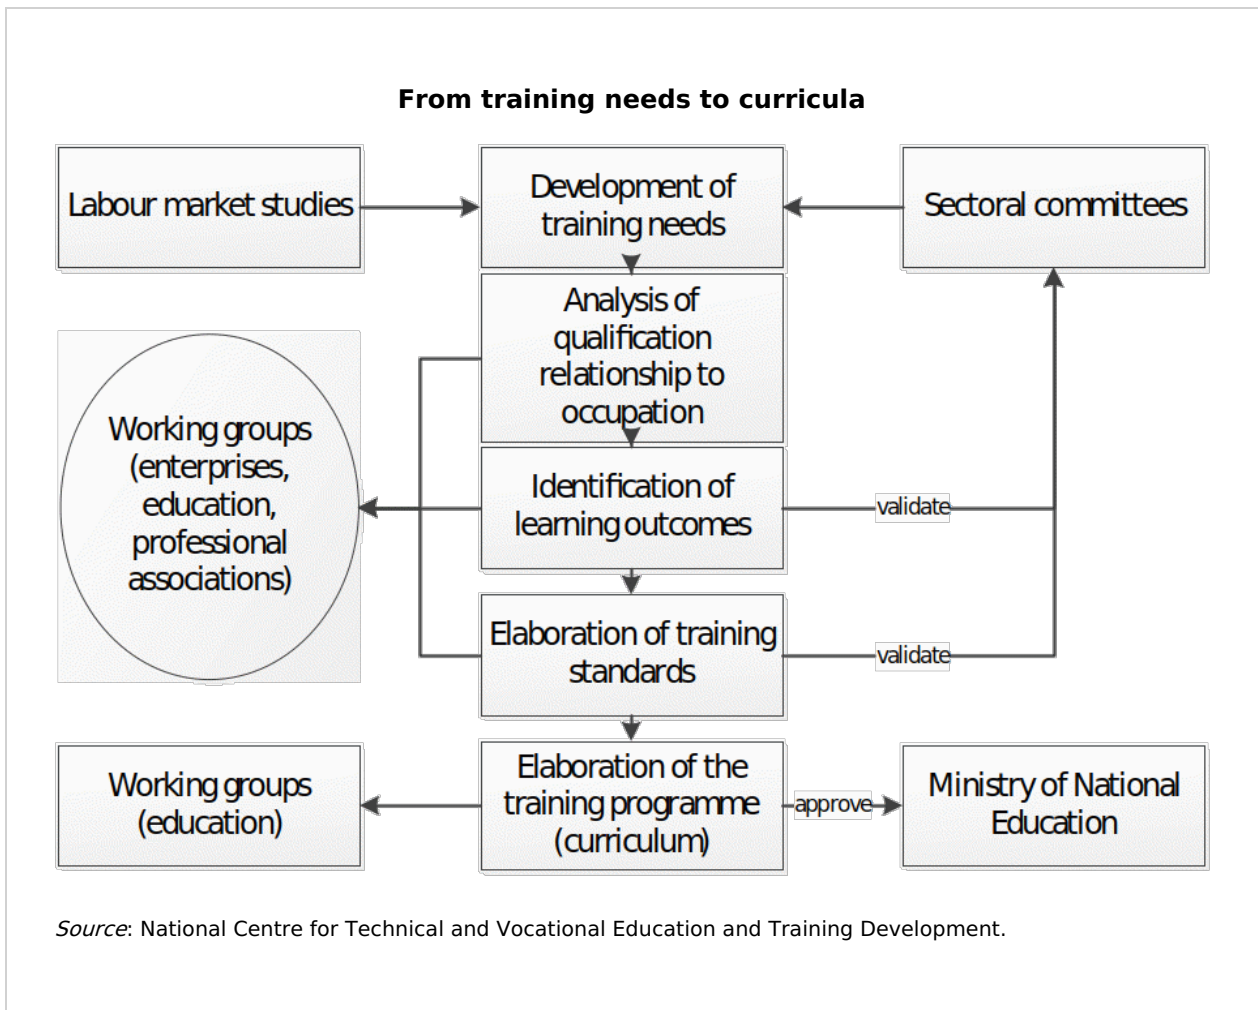 From training needs to curricula
Labour market studies
Development of
training needs
Sectoral committees
Analysis of
qualification
relationship to
occupation
Working groups
(enterprises,
education,
professional
associations)
Identification of
learning outcomes
validate
Elaboration of training
standards
validate
Working groups
(education)
Elaboration of the
training programme
(curriculum)
approve
Ministry of National
Education
Source: National Centre for Technical and Vocational Education and Training Development.